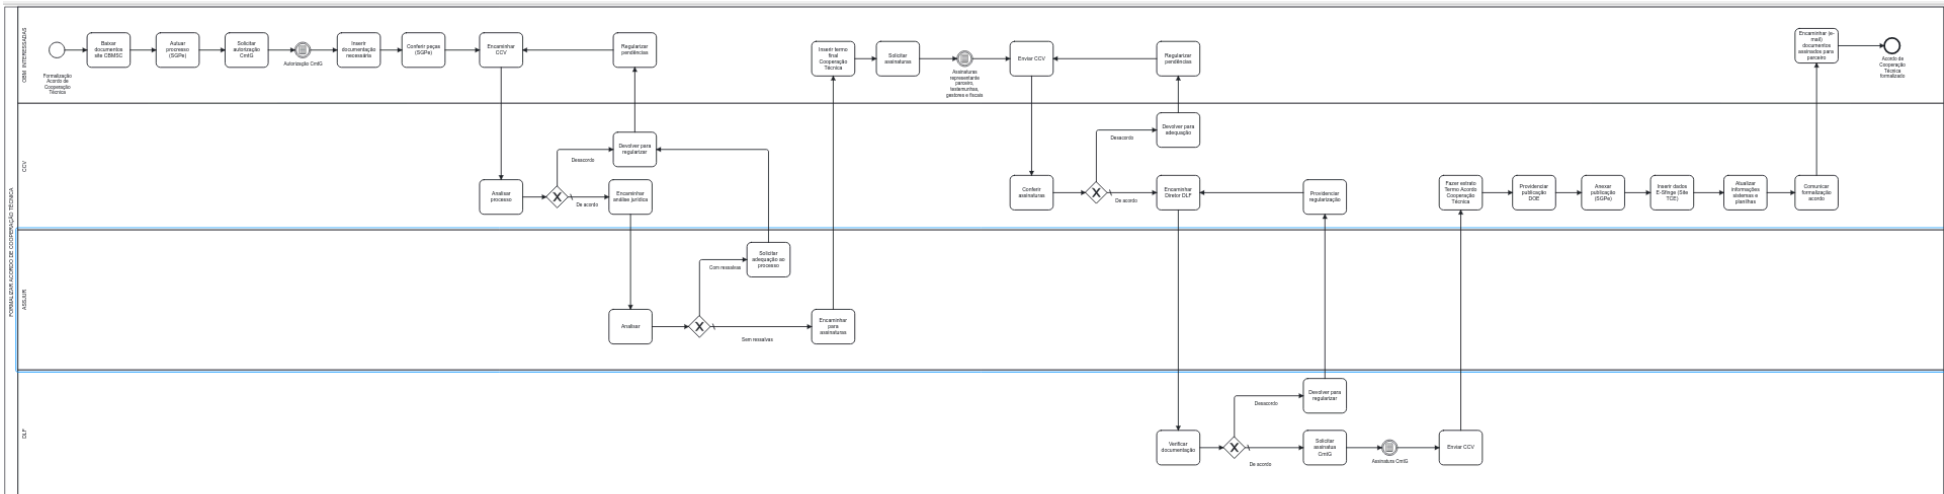 FORMALIZAR ACORDO DE COOPERAÇÃO TÉCNICA
OBM INTERESSADAS
Formalização
Acordo de
Cooperação
Técnica
Baixar
documentos
site CBMSC
Autuar
processo
(SGPe)
Solicitar
autorização
CmtG
Autorização CmtG
Inserir
documentação
necessária
Conferir peças
(SGPe)
Encaminhar
CCV
Regularizar
pendências
Inserir termo
final
Cooperação
Técnica
Solicitar
assinaturas
Assinaturas
representante
parceiro,
testemunhas,
gestores e fiscais
Enviar CCV
Regularizar
pendências
Encaminhar (e-
mail)
documentos
assinados para
parceiro
Acordo de
Cooperação
Técnica
formalizado
CCV
Analisar
processo
Desacordo
De acordo
Devolver para
regularizar
Encaminhar
análise jurídica
Conferir
assinaturas
Desacordo
De acordo
Devolver para
adequação
Encaminhar
Diretor DLF
Providenciar
regularização
Fazer extrato
Termo Acordo
Cooperação
Técnica
Providenciar
publicação
DOE
Anexar
publicação
(SGPe)
Inserir dados
E-Sfinge (Site
TCE)
Atualizar
informações
sistemas e
planilhas
Comunicar
formalização
acordo
ASSJUR
Analisar
Com ressalvas
Sem ressalvas
Solicitar
adequação ao
processo
Encaminhar
para
assinaturas
DLF
Verificar
documentação
Desacordo
De acordo
Devolver para
regularizar
Solicitar
CmtG
Assinatura CmtG
Enviar CCV